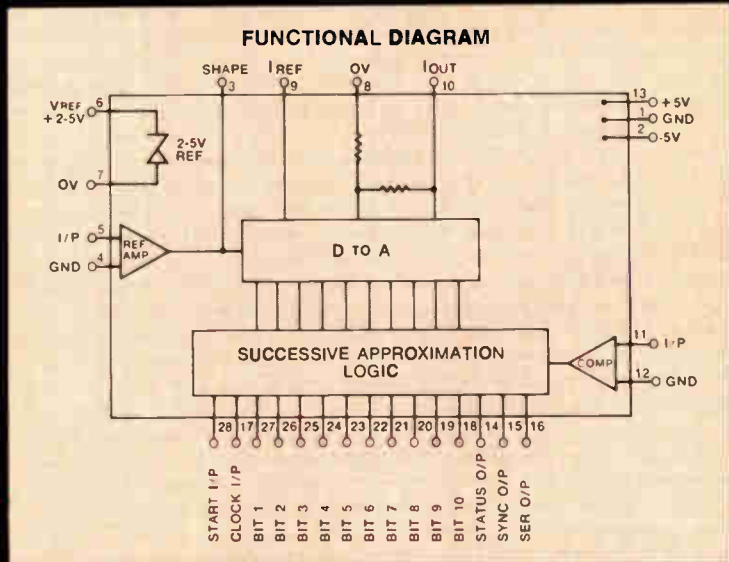 FUNCTIONAL DIAGRAM
SHAPE IREF OV IOUT
3 9 8 10
VREF 6
+2-5V
2-5V
REF
OV 7
13 +5V
1 GND
2 -5V
I/P 5
REF
AMP
GND 4
D TO A
SUCCESSIVE APPROXIMATION
LOGIC
COMP
11 I/P
12 GND
28 17 27 26 25 24 23 22 21 20 19 18 14 15 16
START I/P
CLOCK I/P
BIT 1
BIT 2
BIT 3
BIT 4
BIT 5
BIT 6
BIT 7
BIT 8
BIT 9
BIT 10
STATUS O/P
SYNC O/P
SER O/P